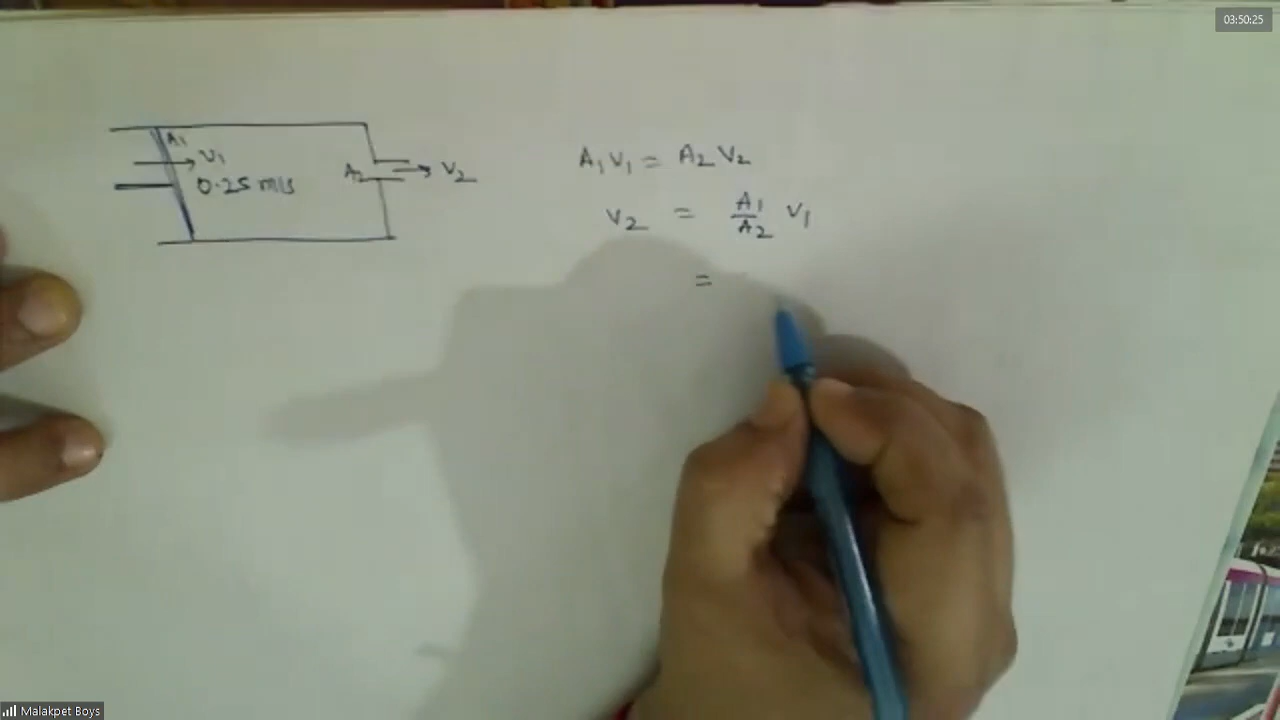 03:50:25
A1
V1
0.25 m/s
A2
V2
A1 V1 = A2 V2
V2 = A1/A2 V1
=
Malakpet Boys